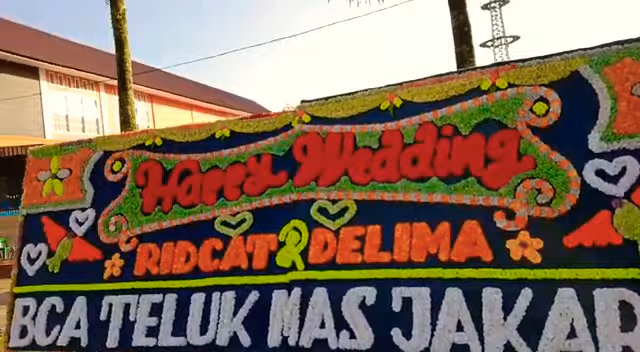 Happy Wedding
RIDCAT & DELIMA
BCA TELUK MAS JAKAR